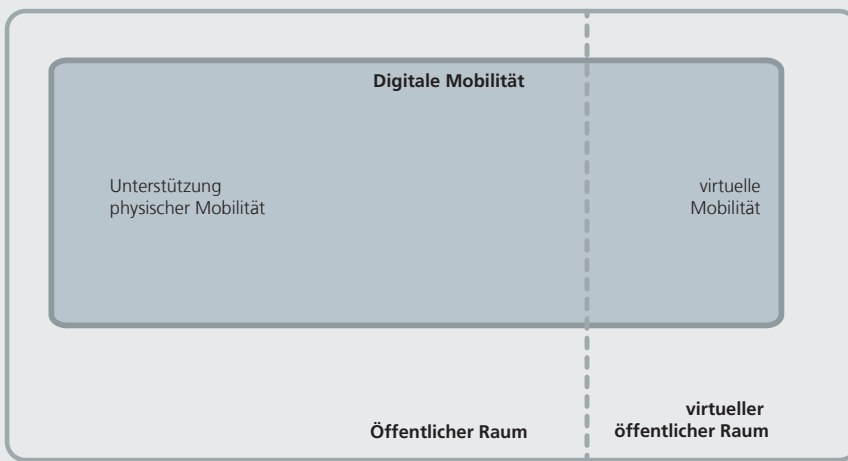 Digitale Mobilität
Unterstützung
physischer Mobilität
virtuelle
Mobilität
Öffentlicher Raum
virtueller
öffentlicher Raum